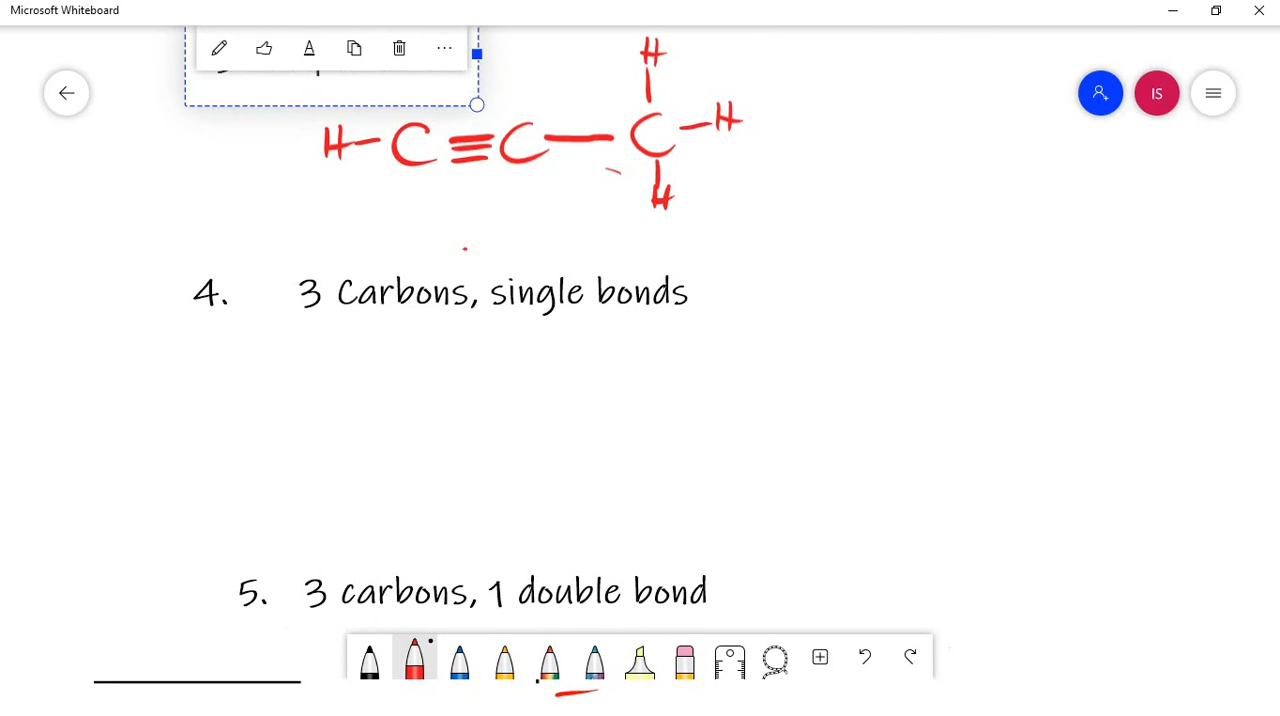 Microsoft Whiteboard
IS
H
H-C≡C-C-H
H
4. 3 Carbons, single bonds
5. 3 carbons, 1 double bond